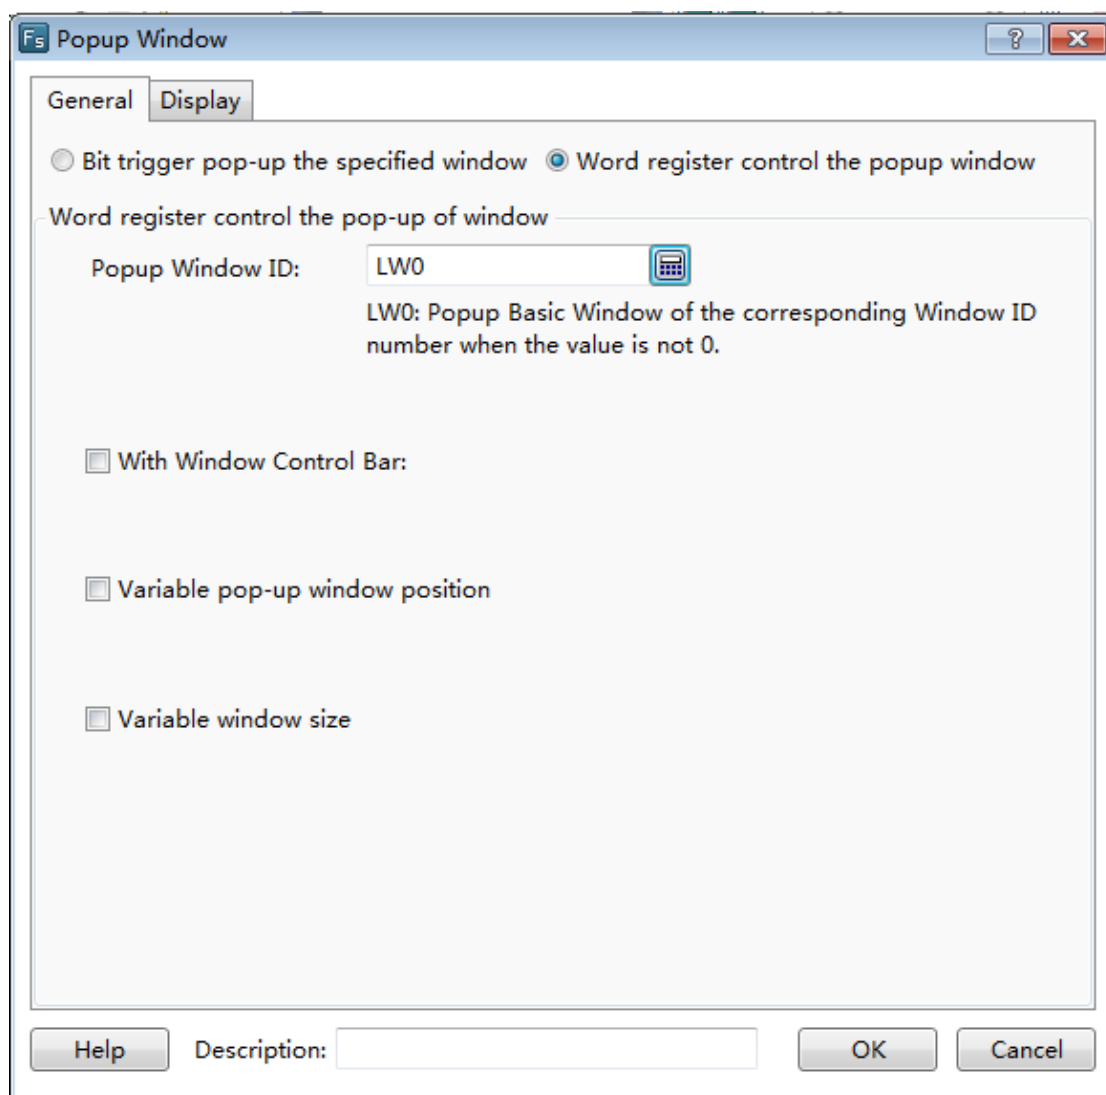 Fs Popup Window
General Display
Bit trigger pop-up the specified window Word register control the popup window
Word register control the pop-up of window
Popup Window ID: LW0
LW0: Popup Basic Window of the corresponding Window ID
number when the value is not 0.
With Window Control Bar:
Variable pop-up window position
Variable window size
Help Description: OK Cancel